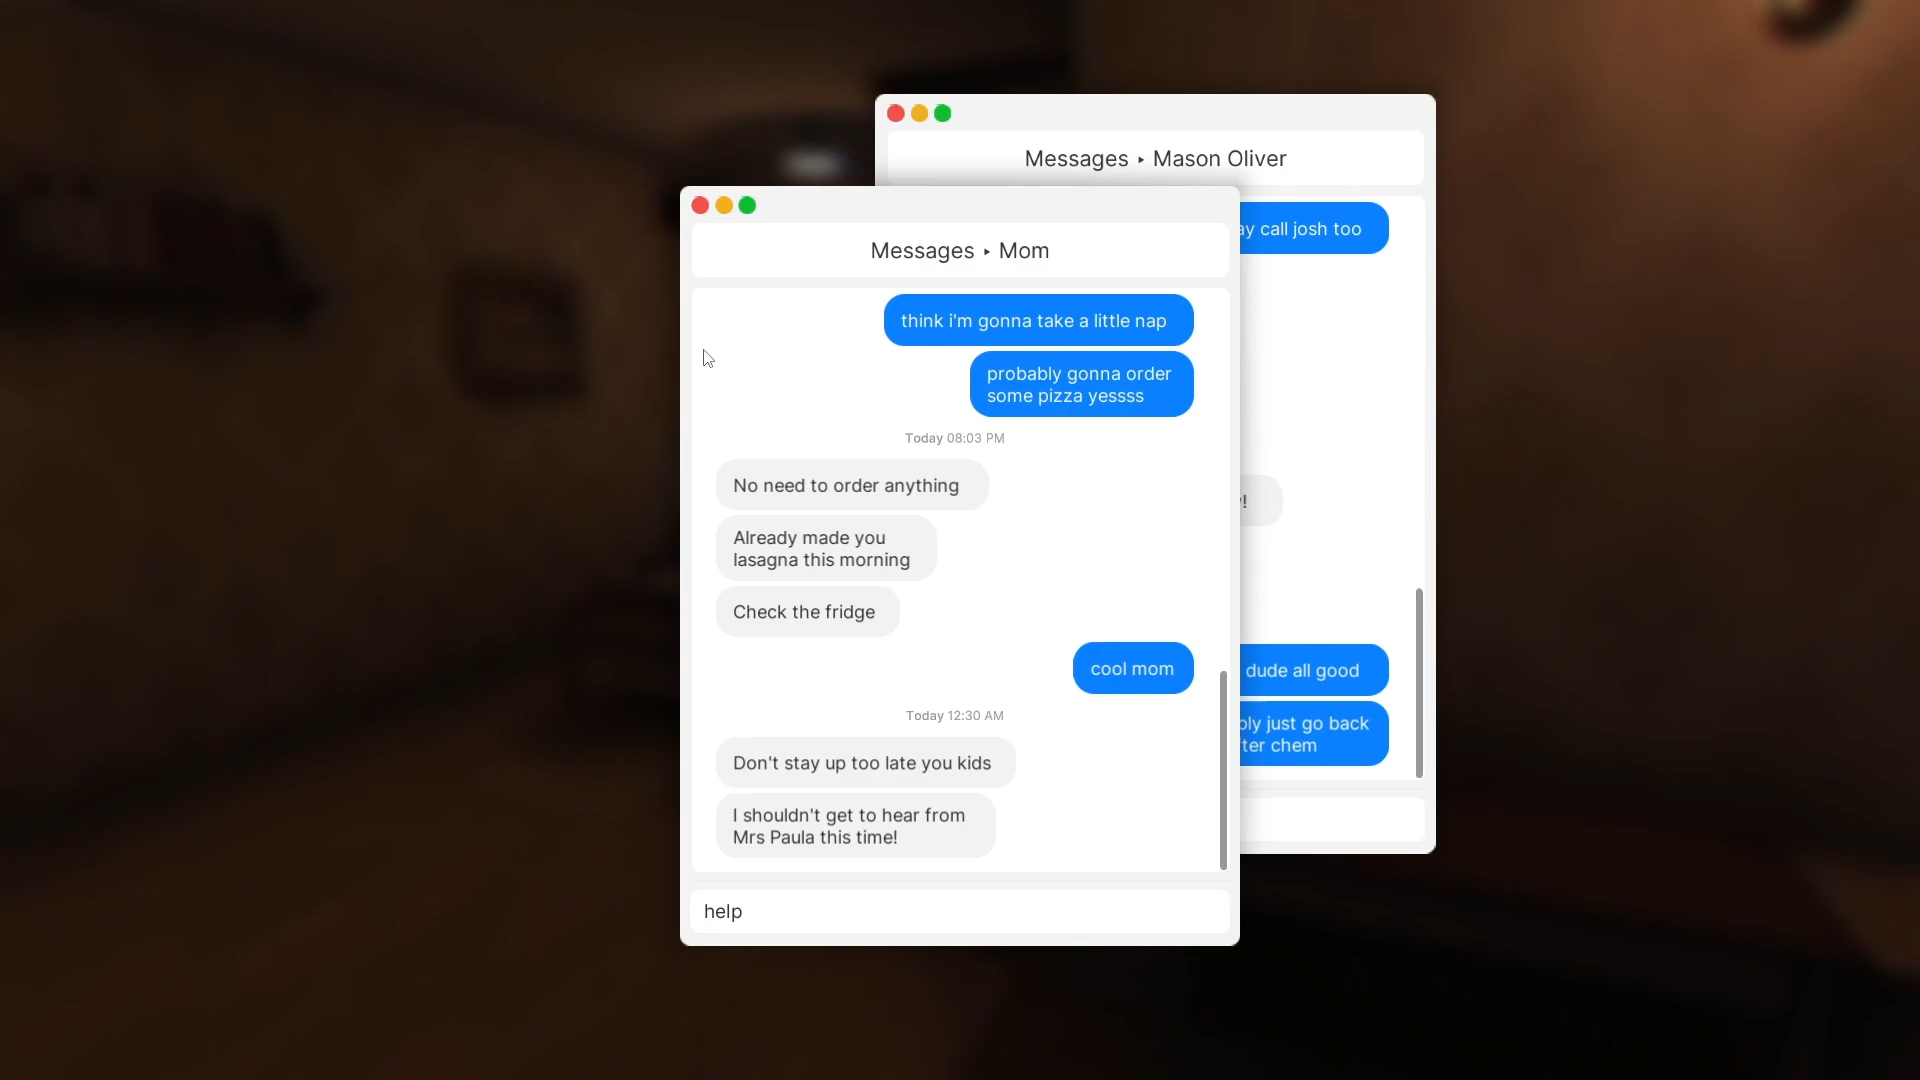 Messages ‣ Mason Oliver
call josh too
dude all good
just go back
chem
Messages ‣ Mom
think i'm gonna take a little nap
probably gonna order
some pizza yessss
Today 08:03 PM
No need to order anything
Already made you
lasagna this morning
Check the fridge
cool mom
Today 12:30 AM
Don't stay up too late you kids
I shouldn't get to hear from
Mrs Paula this time!
help